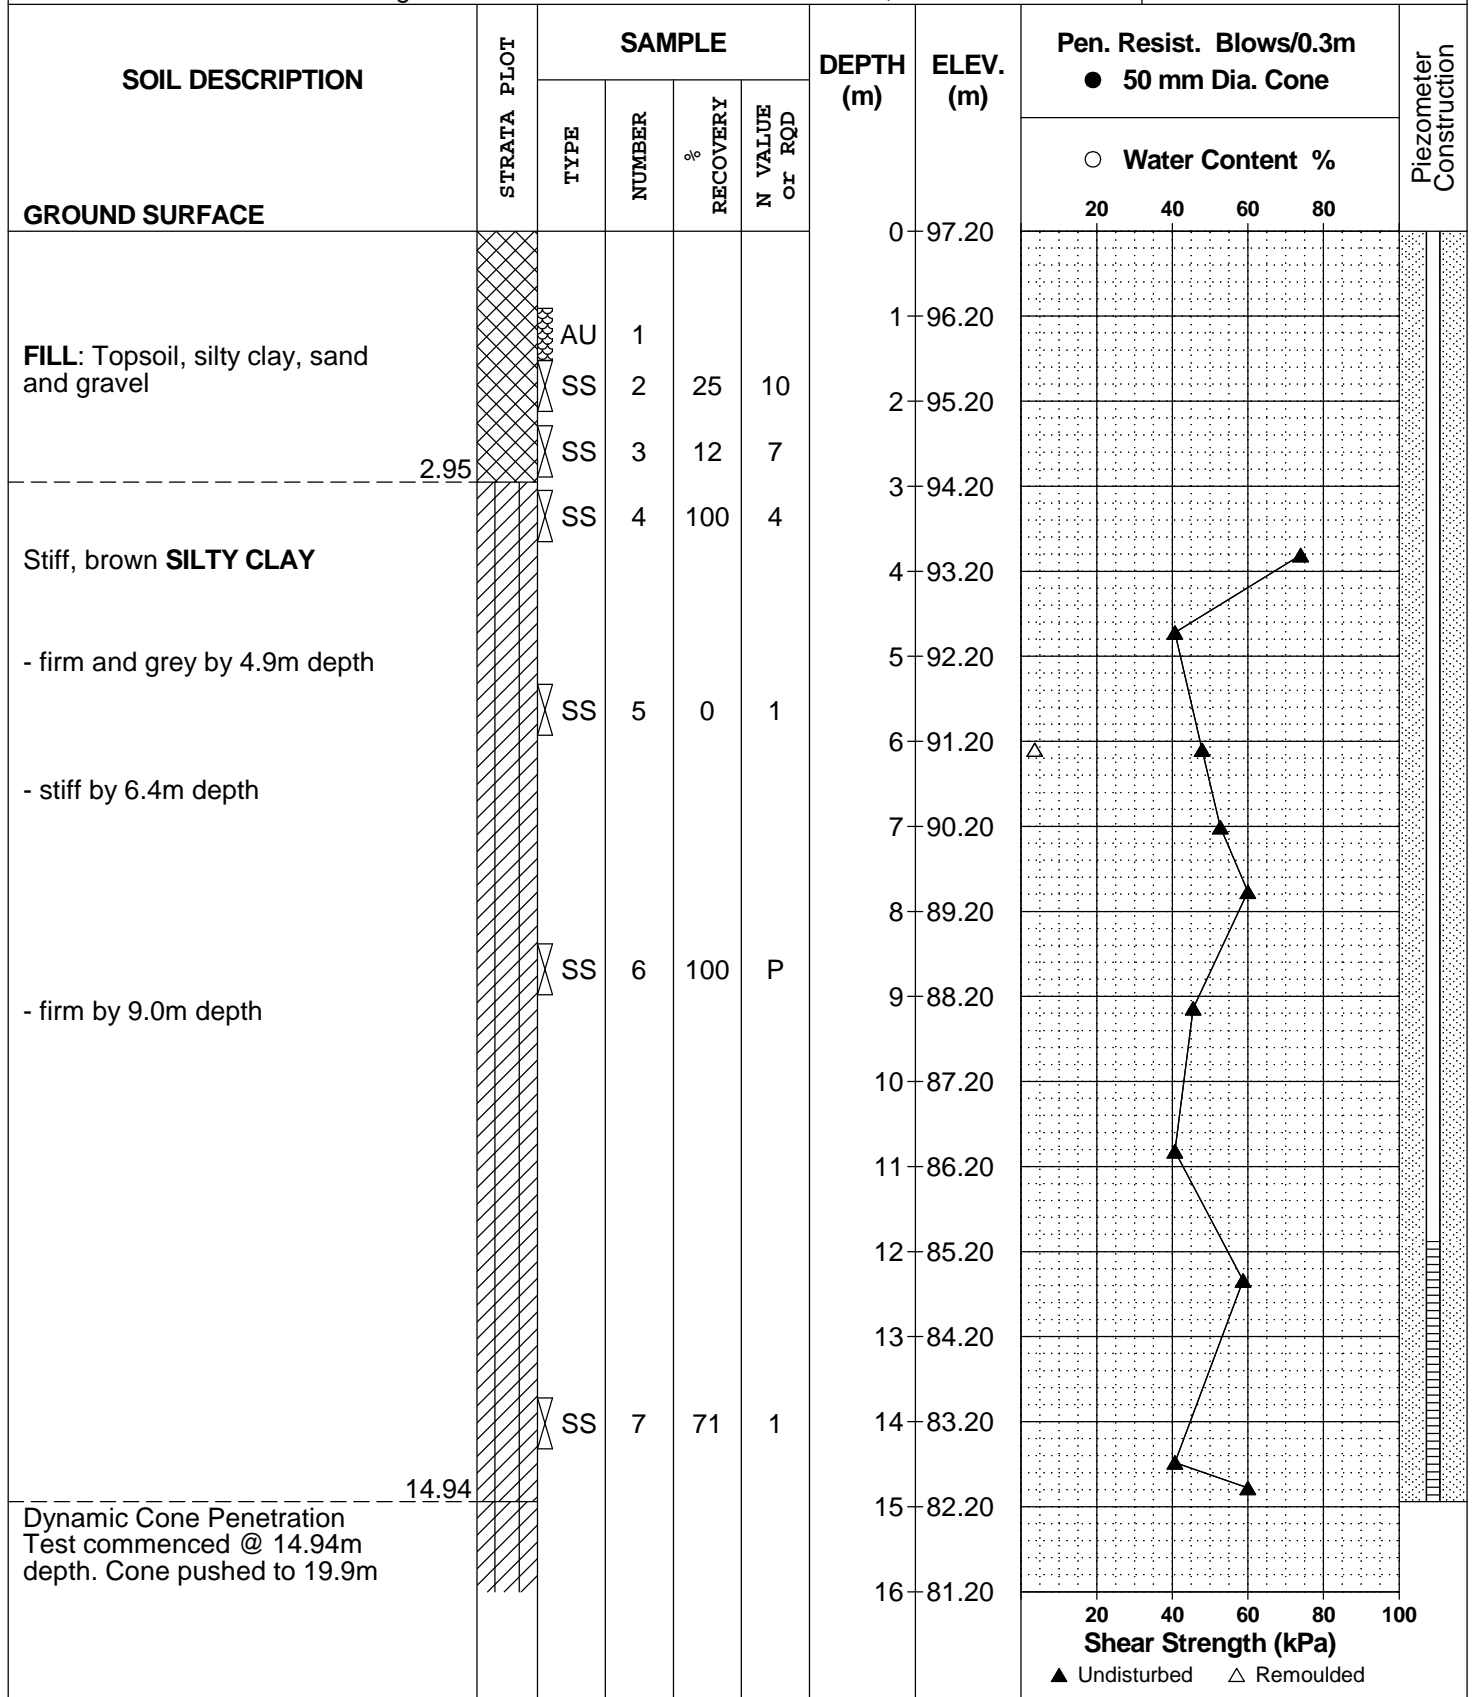 SOIL DESCRIPTION
GROUND SURFACE
STRATA PLOT
SAMPLE
TYPE
NUMBER
%
RECOVERY
N VALUE
or RQD
DEPTH
(m)
ELEV.
(m)
Pen. Resist. Blows/0.3m
● 50 mm Dia. Cone
○ Water Content %
20 40 60 80
Piezometer
Construction
0 97.20
1 96.20
AU 1
FILL: Topsoil, silty clay, sand
and gravel
SS 2 25 10
2 95.20
SS 3 12 7
2.95
3 94.20
SS 4 100 4
Stiff, brown SILTY CLAY
4 93.20
- firm and grey by 4.9m depth
5 92.20
SS 5 0 1
6 91.20
- stiff by 6.4m depth
7 90.20
8 89.20
SS 6 100 P
9 88.20
- firm by 9.0m depth
10 87.20
11 86.20
12 85.20
13 84.20
SS 7 71 1
14 83.20
14.94
15 82.20
Dynamic Cone Penetration
Test commenced @ 14.94m
depth. Cone pushed to 19.9m
16 81.20
20 40 60 80 100
Shear Strength (kPa)
▲ Undisturbed △ Remoulded